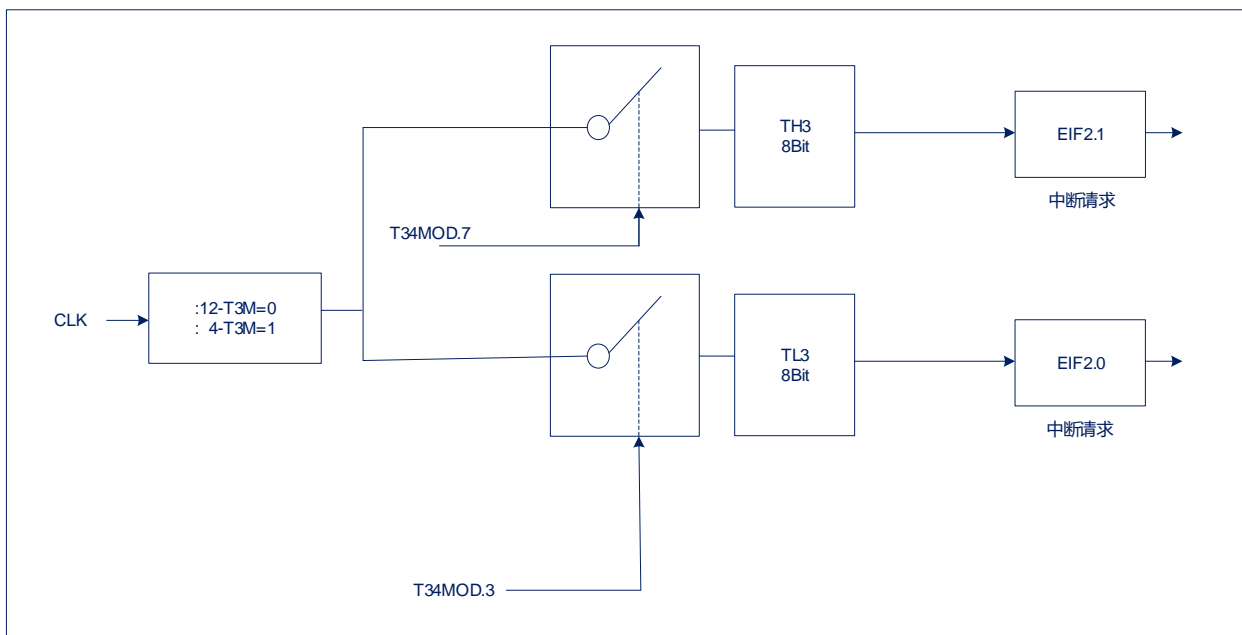 TH3
8Bit
EIF2.1
中断请求
T34MOD.7
CLK
:12-T3M=0
: 4-T3M=1
TL3
8Bit
EIF2.0
中断请求
T34MOD.3